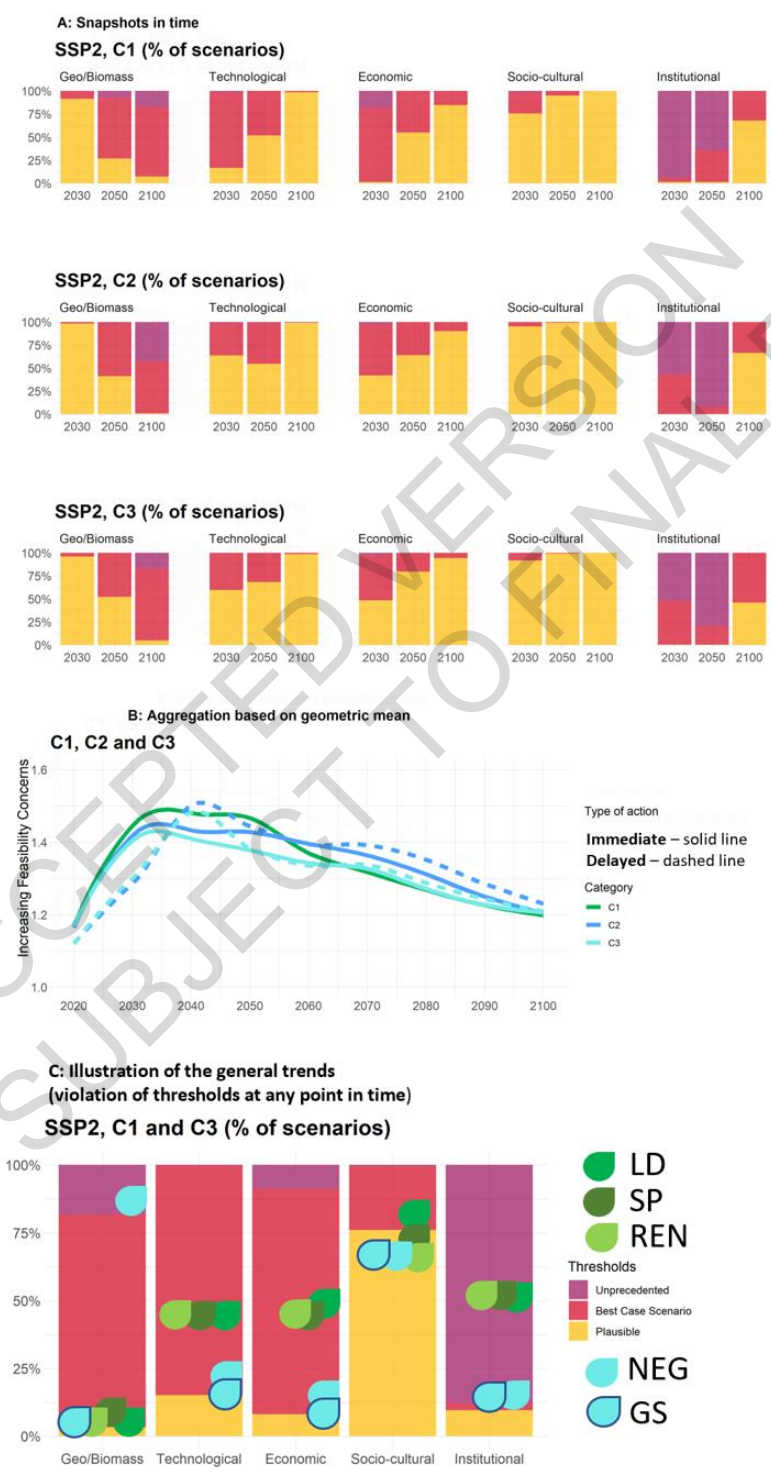 A: Snapshots in time
SSP2, C1 (% of scenarios)
Geo/Biomass Technological Economic Socio-cultural Institutional
100%
75%
50%
25%
0%
2030 2050 2100 2030 2050 2100 2030 2050 2100 2030 2050 2100 2030 2050 2100
SSP2, C2 (% of scenarios)
Geo/Biomass Technological Economic Socio-cultural Institutional
100%
75%
50%
25%
0%
2030 2050 2100 2030 2050 2100 2030 2050 2100 2030 2050 2100 2030 2050 2100
SSP2, C3 (% of scenarios)
Geo/Biomass Technological Economic Socio-cultural Institutional
100%
75%
50%
25%
0%
2030 2050 2100 2030 2050 2100 2030 2050 2100 2030 2050 2100 2030 2050 2100
B: Aggregation based on geometric mean
C1, C2 and C3
Increasing Feasibility Concerns
1.6
1.4
1.2
1.0
2020 2030 2040 2050 2060 2070 2080 2090 2100
Type of action
Immediate – solid line
Delayed – dashed line
Category
C1
C2
C3
C: Illustration of the general trends
(violation of thresholds at any point in time)
SSP2, C1 and C3 (% of scenarios)
100%
75%
50%
25%
0%
Geo/Biomass Technological Economic Socio-cultural Institutional
LD
SP
REN
Thresholds
Unprecedented
Best Case Scenario
Plausible
NEG
GS
ACCEPTED VERSION
SUBJECT TO FINAL